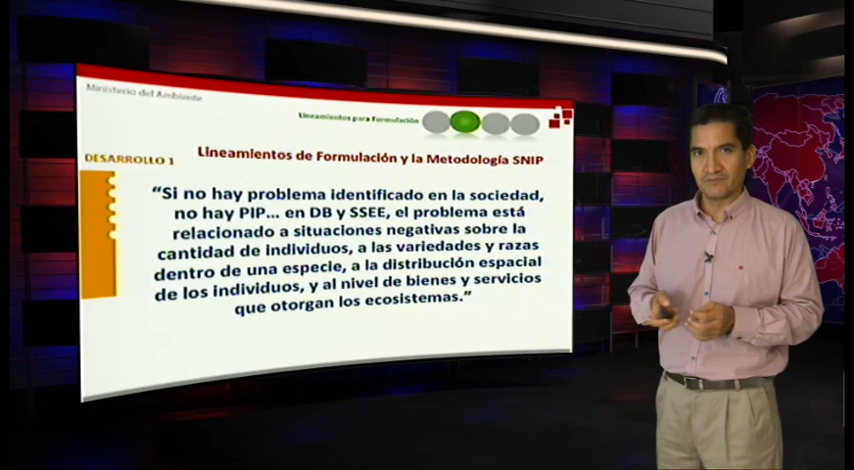 Ministerio del Ambiente
Lineamientos para Formulación
DESARROLLO 1
Lineamientos de Formulación y la Metodología SNIP
“Si no hay problema identificado en la sociedad,
no hay PIP... en DB y SSEE, el problema está
relacionado a situaciones negativas sobre la
cantidad de individuos, a las variedades y razas
dentro de una especie, a la distribución espacial
de los individuos, y al nivel de bienes y servicios
que otorgan los ecosistemas.”